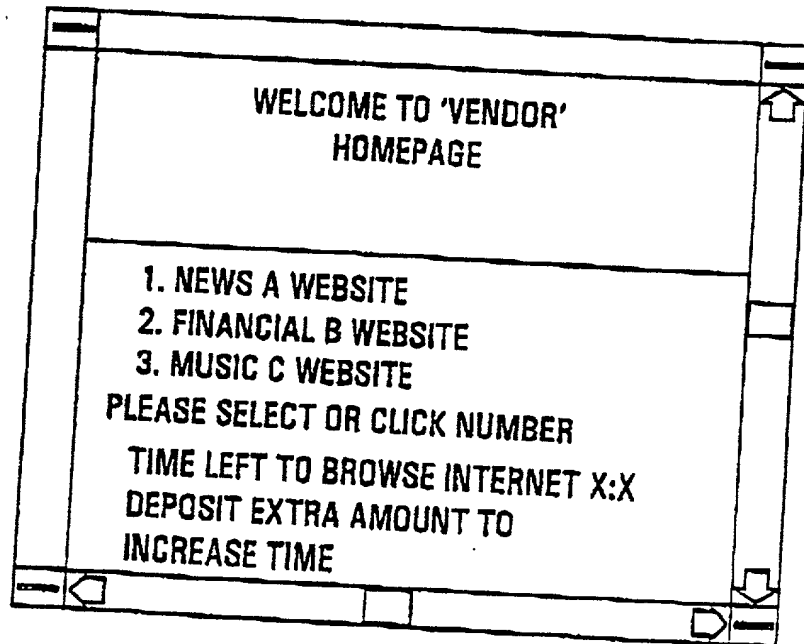 WELCOME TO 'VENDOR'
HOMEPAGE
1. NEWS A WEBSITE
2. FINANCIAL B WEBSITE
3. MUSIC C WEBSITE
PLEASE SELECT OR CLICK NUMBER
TIME LEFT TO BROWSE INTERNET X:X
DEPOSIT EXTRA AMOUNT TO
INCREASE TIME